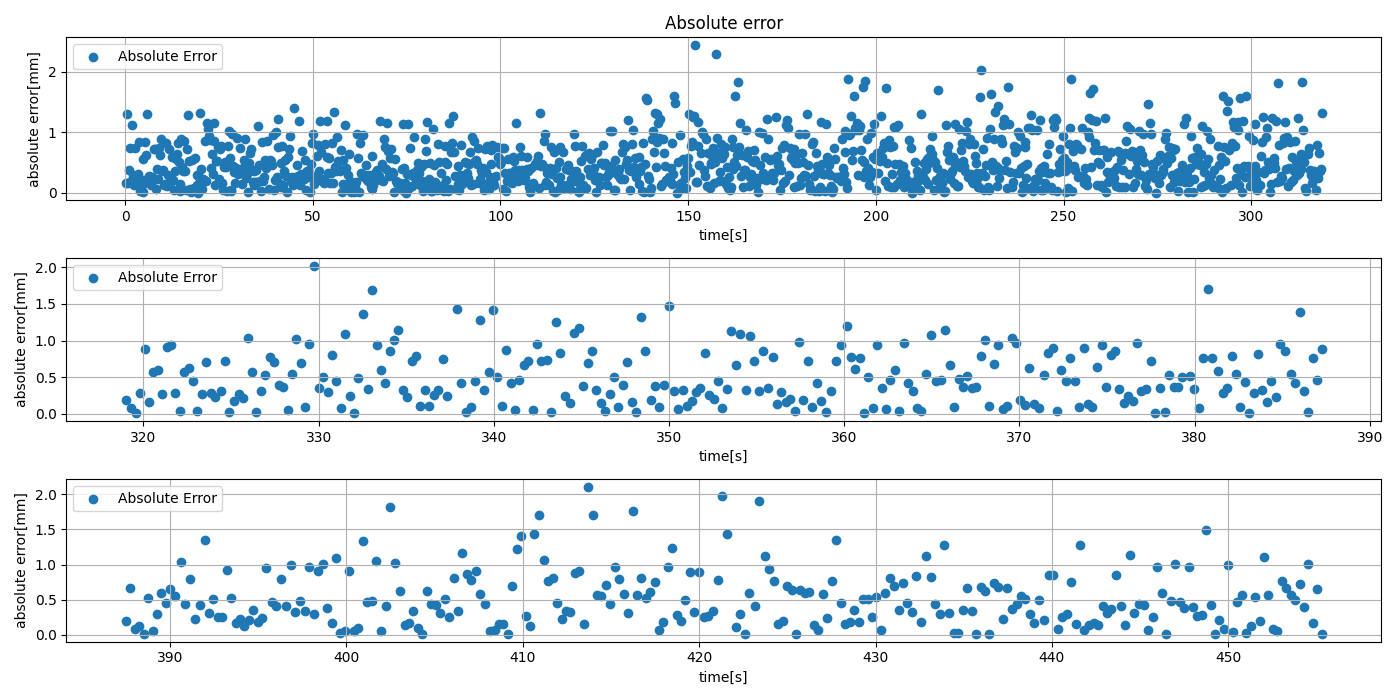 Absolute error
absolute error[mm]
Absolute Error
2
1
0
0 50 100 150 200 250 300
time[s]
absolute error[mm]
Absolute Error
2.0
1.5
1.0
0.5
0.0
320 330 340 350 360 370 380 390
time[s]
absolute error[mm]
Absolute Error
2.0
1.5
1.0
0.5
0.0
390 400 410 420 430 440 450
time[s]